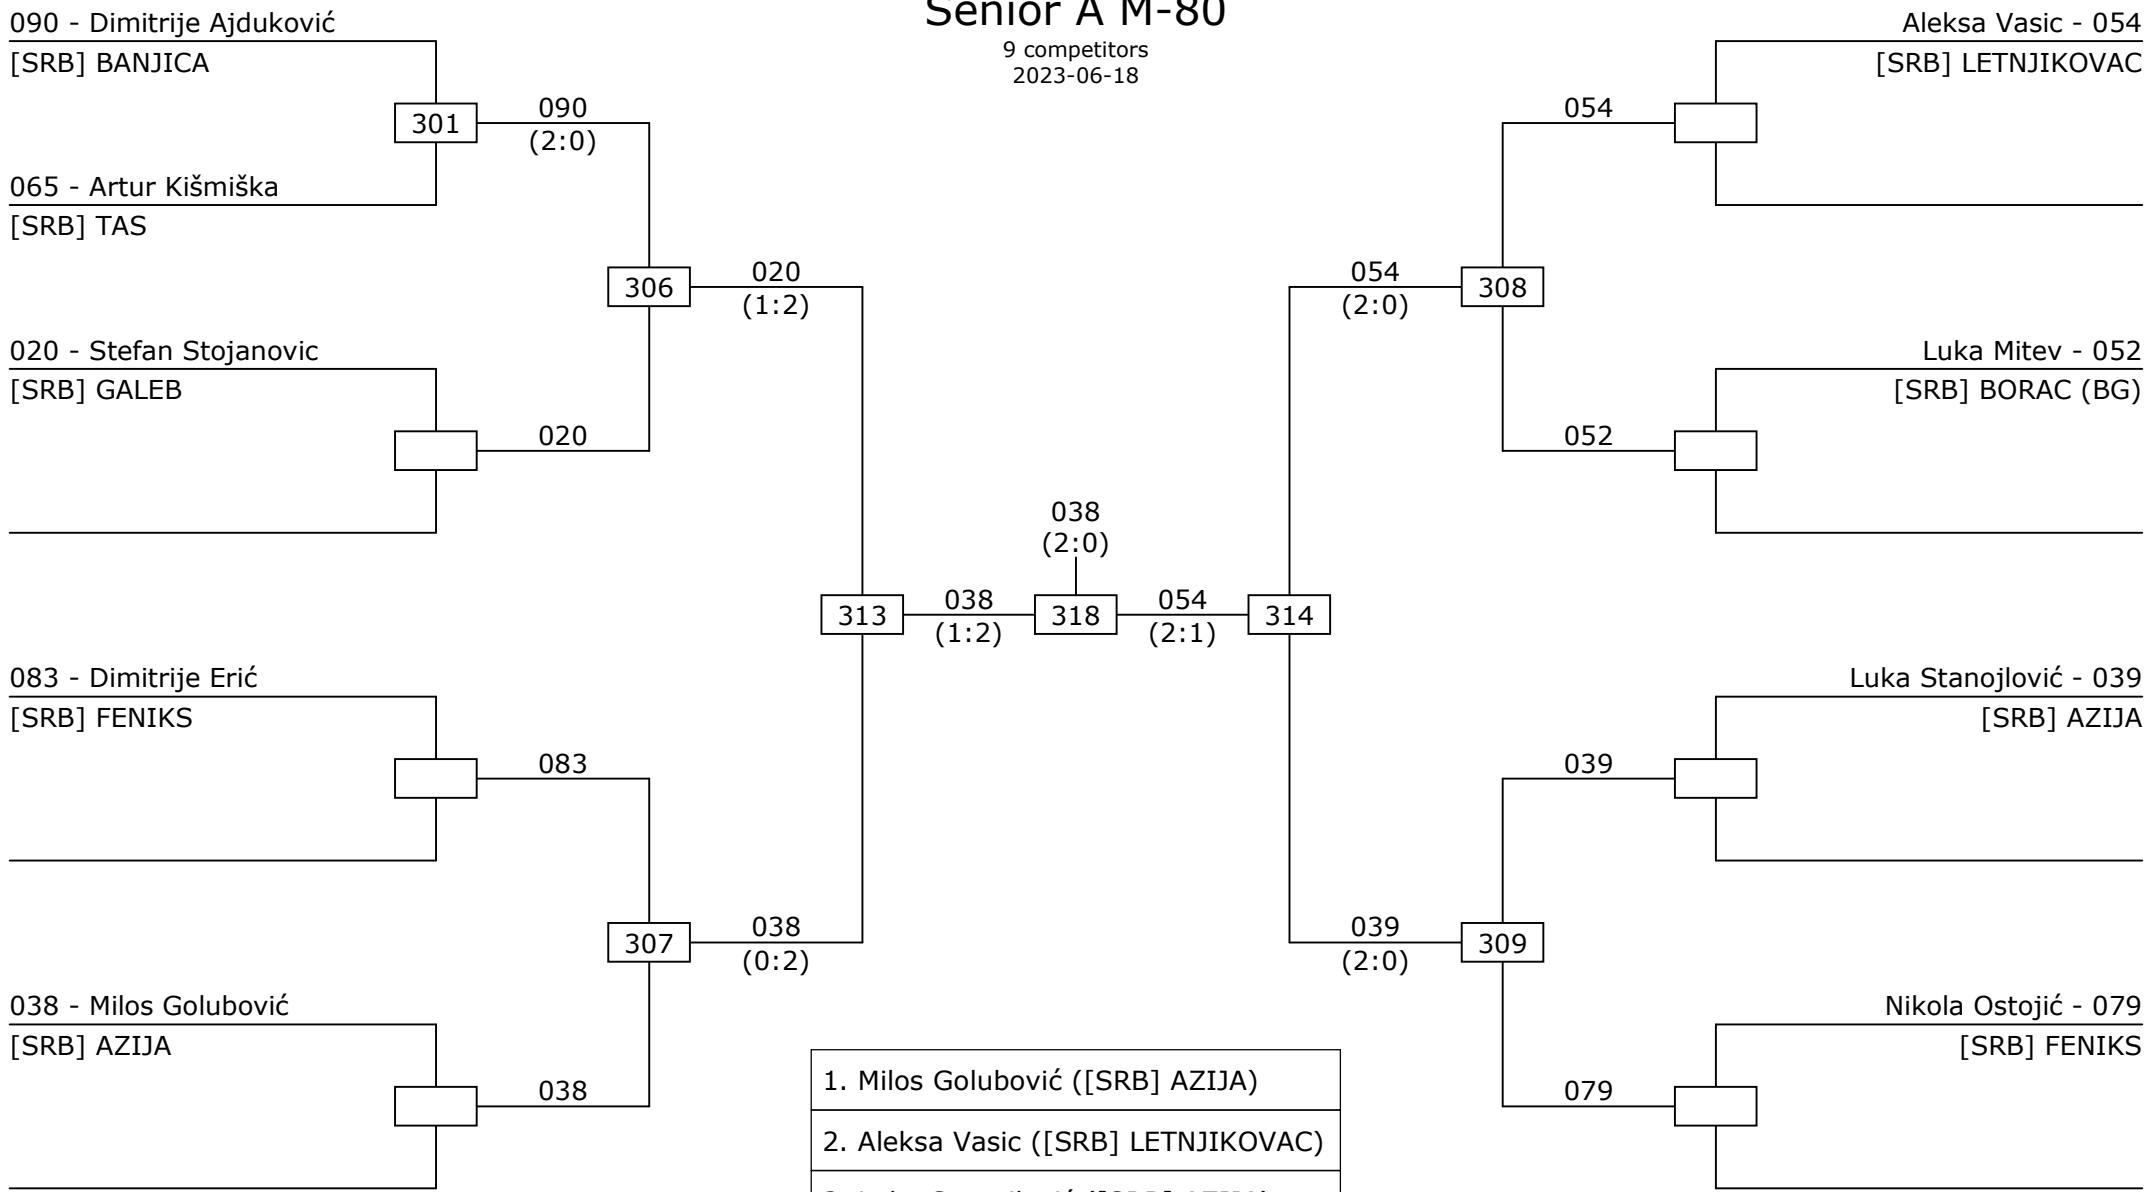 Senior A M-80
9 competitors
2023-06-18
090 - Dimitrije Ajduković
[SRB] BANJICA
301
090
(2:0)
065 - Artur Kišmiška
[SRB] TAS
306
020
(1:2)
020 - Stefan Stojanovic
[SRB] GALEB
020
083 - Dimitrije Erić
[SRB] FENIKS
083
307
038
(0:2)
038 - Milos Golubović
[SRB] AZIJA
038
313
038
(1:2)
038
(2:0)
318
054
(2:1)
314
Aleksa Vasic - 054
[SRB] LETNJIKOVAC
054
054
(2:0)
308
Luka Mitev - 052
[SRB] BORAC (BG)
052
Luka Stanojlović - 039
[SRB] AZIJA
039
039
(2:0)
309
Nikola Ostojić - 079
[SRB] FENIKS
079
1. Milos Golubović ([SRB] AZIJA)
2. Aleksa Vasic ([SRB] LETNJIKOVAC)